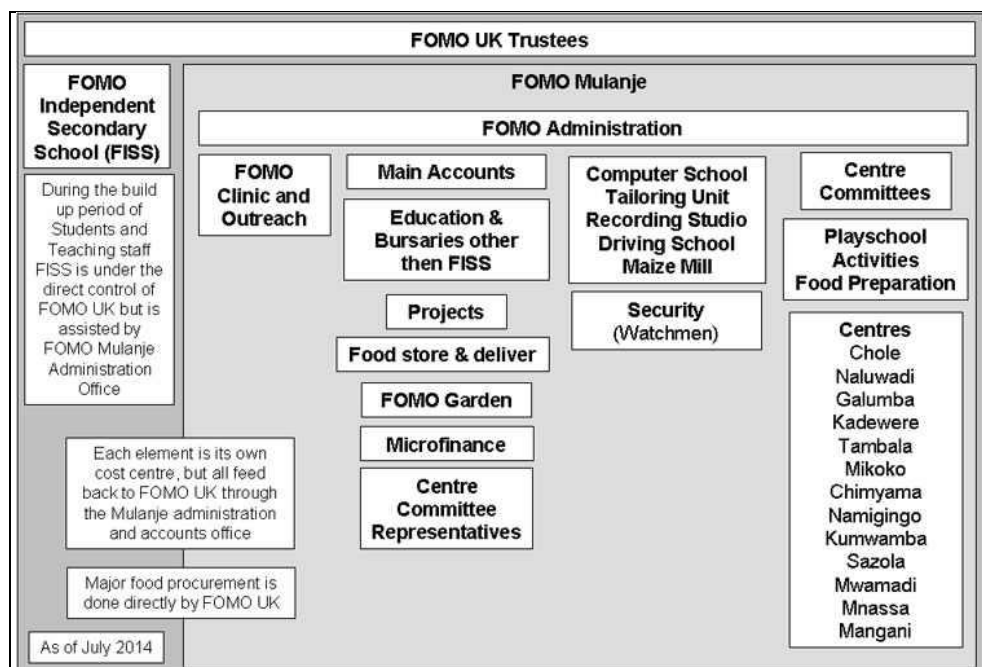 FOMO UK Trustees
FOMO
Independent
Secondary
School (FISS)
During the build
up period of
Students and
Teaching staff
FISS is under the
direct control of
FOMO UK but is
assisted by
FOMO Mulanje
Administration
Office
Each element is its own
cost centre, but all feed
back to FOMO UK through
the Mulanje administration
and accounts office
Major food procurement is
done directly by FOMO UK
As of July 2014
FOMO Mulanje
FOMO Administration
FOMO
Clinic and
Outreach
Main Accounts
Education &
Bursaries other
then FISS
Projects
Food store & deliver
FOMO Garden
Microfinance
Centre
Committee
Representatives
Computer School
Tailoring Unit
Recording Studio
Driving School
Maize Mill
Security
(Watchmen)
Centre
Committees
Playschool
Activities
Food Preparation
Centres
Chole
Naluwadi
Galumba
Kadewere
Tambala
Mikoko
Chimyama
Namigingo
Kumwamba
Sazola
Mwamadi
Mnassa
Mangani